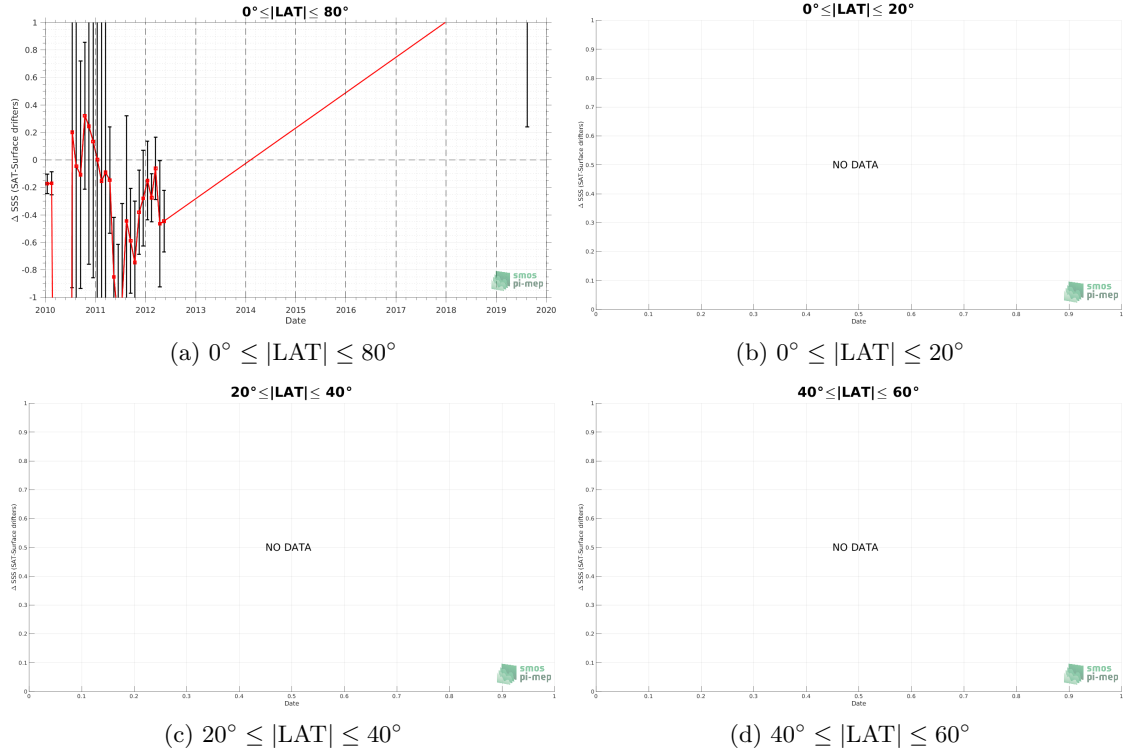 0°≤|LAT|≤ 80°
1
0.8
0.6
0.4
0.2
0
-0.2
-0.4
-0.6
-0.8
-1
Δ SSS (SAT-Surface drifters)
2010 2011 2012 2013 2014 2015 2016 2017 2018 2019 2020
Date
smos
pi-mep
(a) 0° ≤ |LAT| ≤ 80°
0°≤|LAT|≤ 20°
1
0.9
0.8
0.7
0.6
0.5
0.4
0.3
0.2
0.1
0
Δ SSS (SAT-Surface drifters)
NO DATA
0 0.1 0.2 0.3 0.4 0.5 0.6 0.7 0.8 0.9 1
Date
smos
pi-mep
(b) 0° ≤ |LAT| ≤ 20°
20°≤|LAT|≤ 40°
1
0.9
0.8
0.7
0.6
0.5
0.4
0.3
0.2
0.1
0
Δ SSS (SAT-Surface drifters)
NO DATA
0 0.1 0.2 0.3 0.4 0.5 0.6 0.7 0.8 0.9 1
Date
smos
pi-mep
(c) 20° ≤ |LAT| ≤ 40°
40°≤|LAT|≤ 60°
1
0.9
0.8
0.7
0.6
0.5
0.4
0.3
0.2
0.1
0
Δ SSS (SAT-Surface drifters)
NO DATA
0 0.1 0.2 0.3 0.4 0.5 0.6 0.7 0.8 0.9 1
Date
smos
pi-mep
(d) 40° ≤ |LAT| ≤ 60°